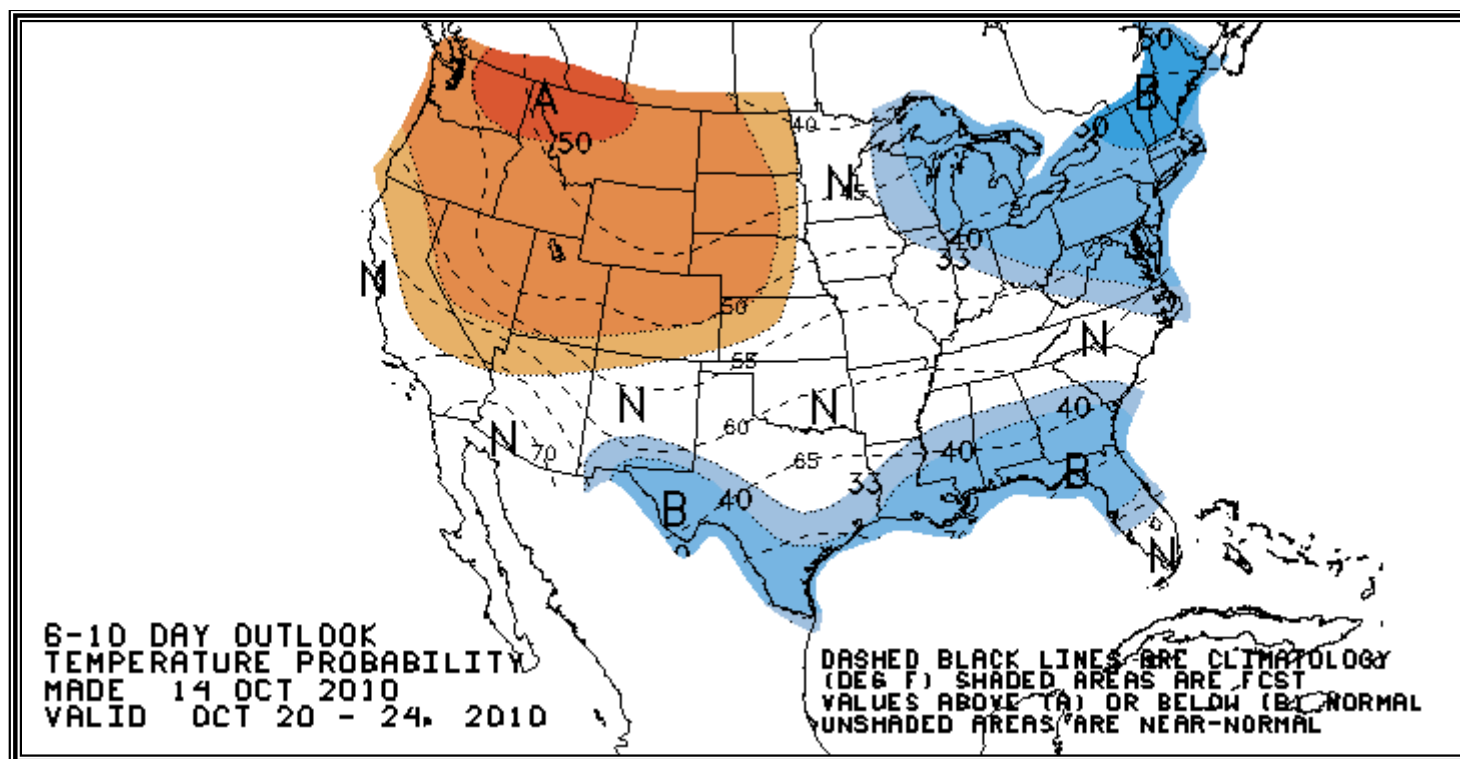 50
A
B
50
50
40
N
45
40
33
N
50
N
55
N
N
40
60
N
70
40
65
B
33
40
B
N
6-10 DAY OUTLOOK
TEMPERATURE PROBABILITY
MADE 14 OCT 2010
VALID OCT 20 - 24, 2010
DASHED BLACK LINES ARE CLIMATOLOGY
(DEG F) SHADED AREAS ARE FCST
VALUES ABOVE (A) OR BELOW (B) NORMAL
UNSHADED AREAS ARE NEAR-NORMAL